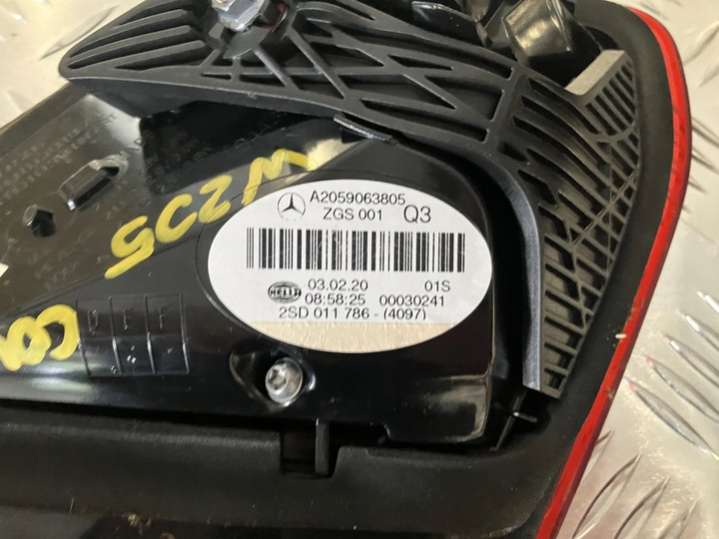 W205
A2059063805
ZGS 001 Q3
03.02.20 01S
HELLA 08:58:25 00030241
2SD 011 786 - (4097)